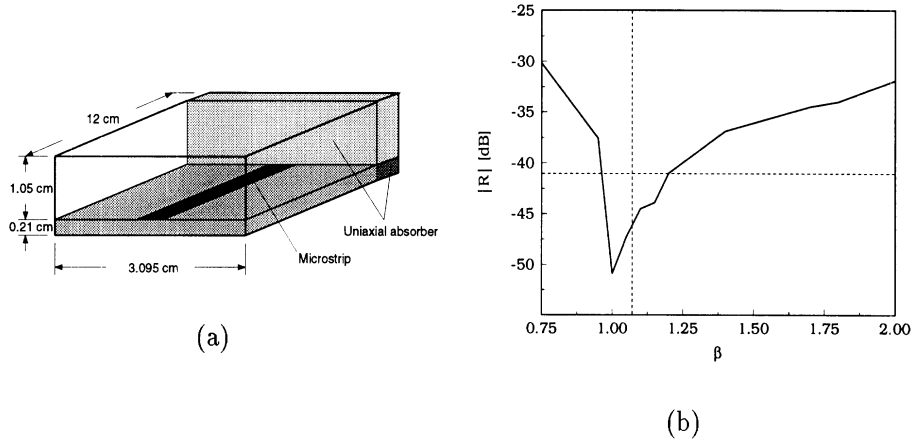 12 cm
1.05 cm
0.21 cm
3.095 cm
Uniaxial absorber
Microstrip
(a)
|R| [dB]
-25
-30
-35
-40
-45
-50
0.75 1.00 1.25 1.50 1.75 2.00
β
(b)